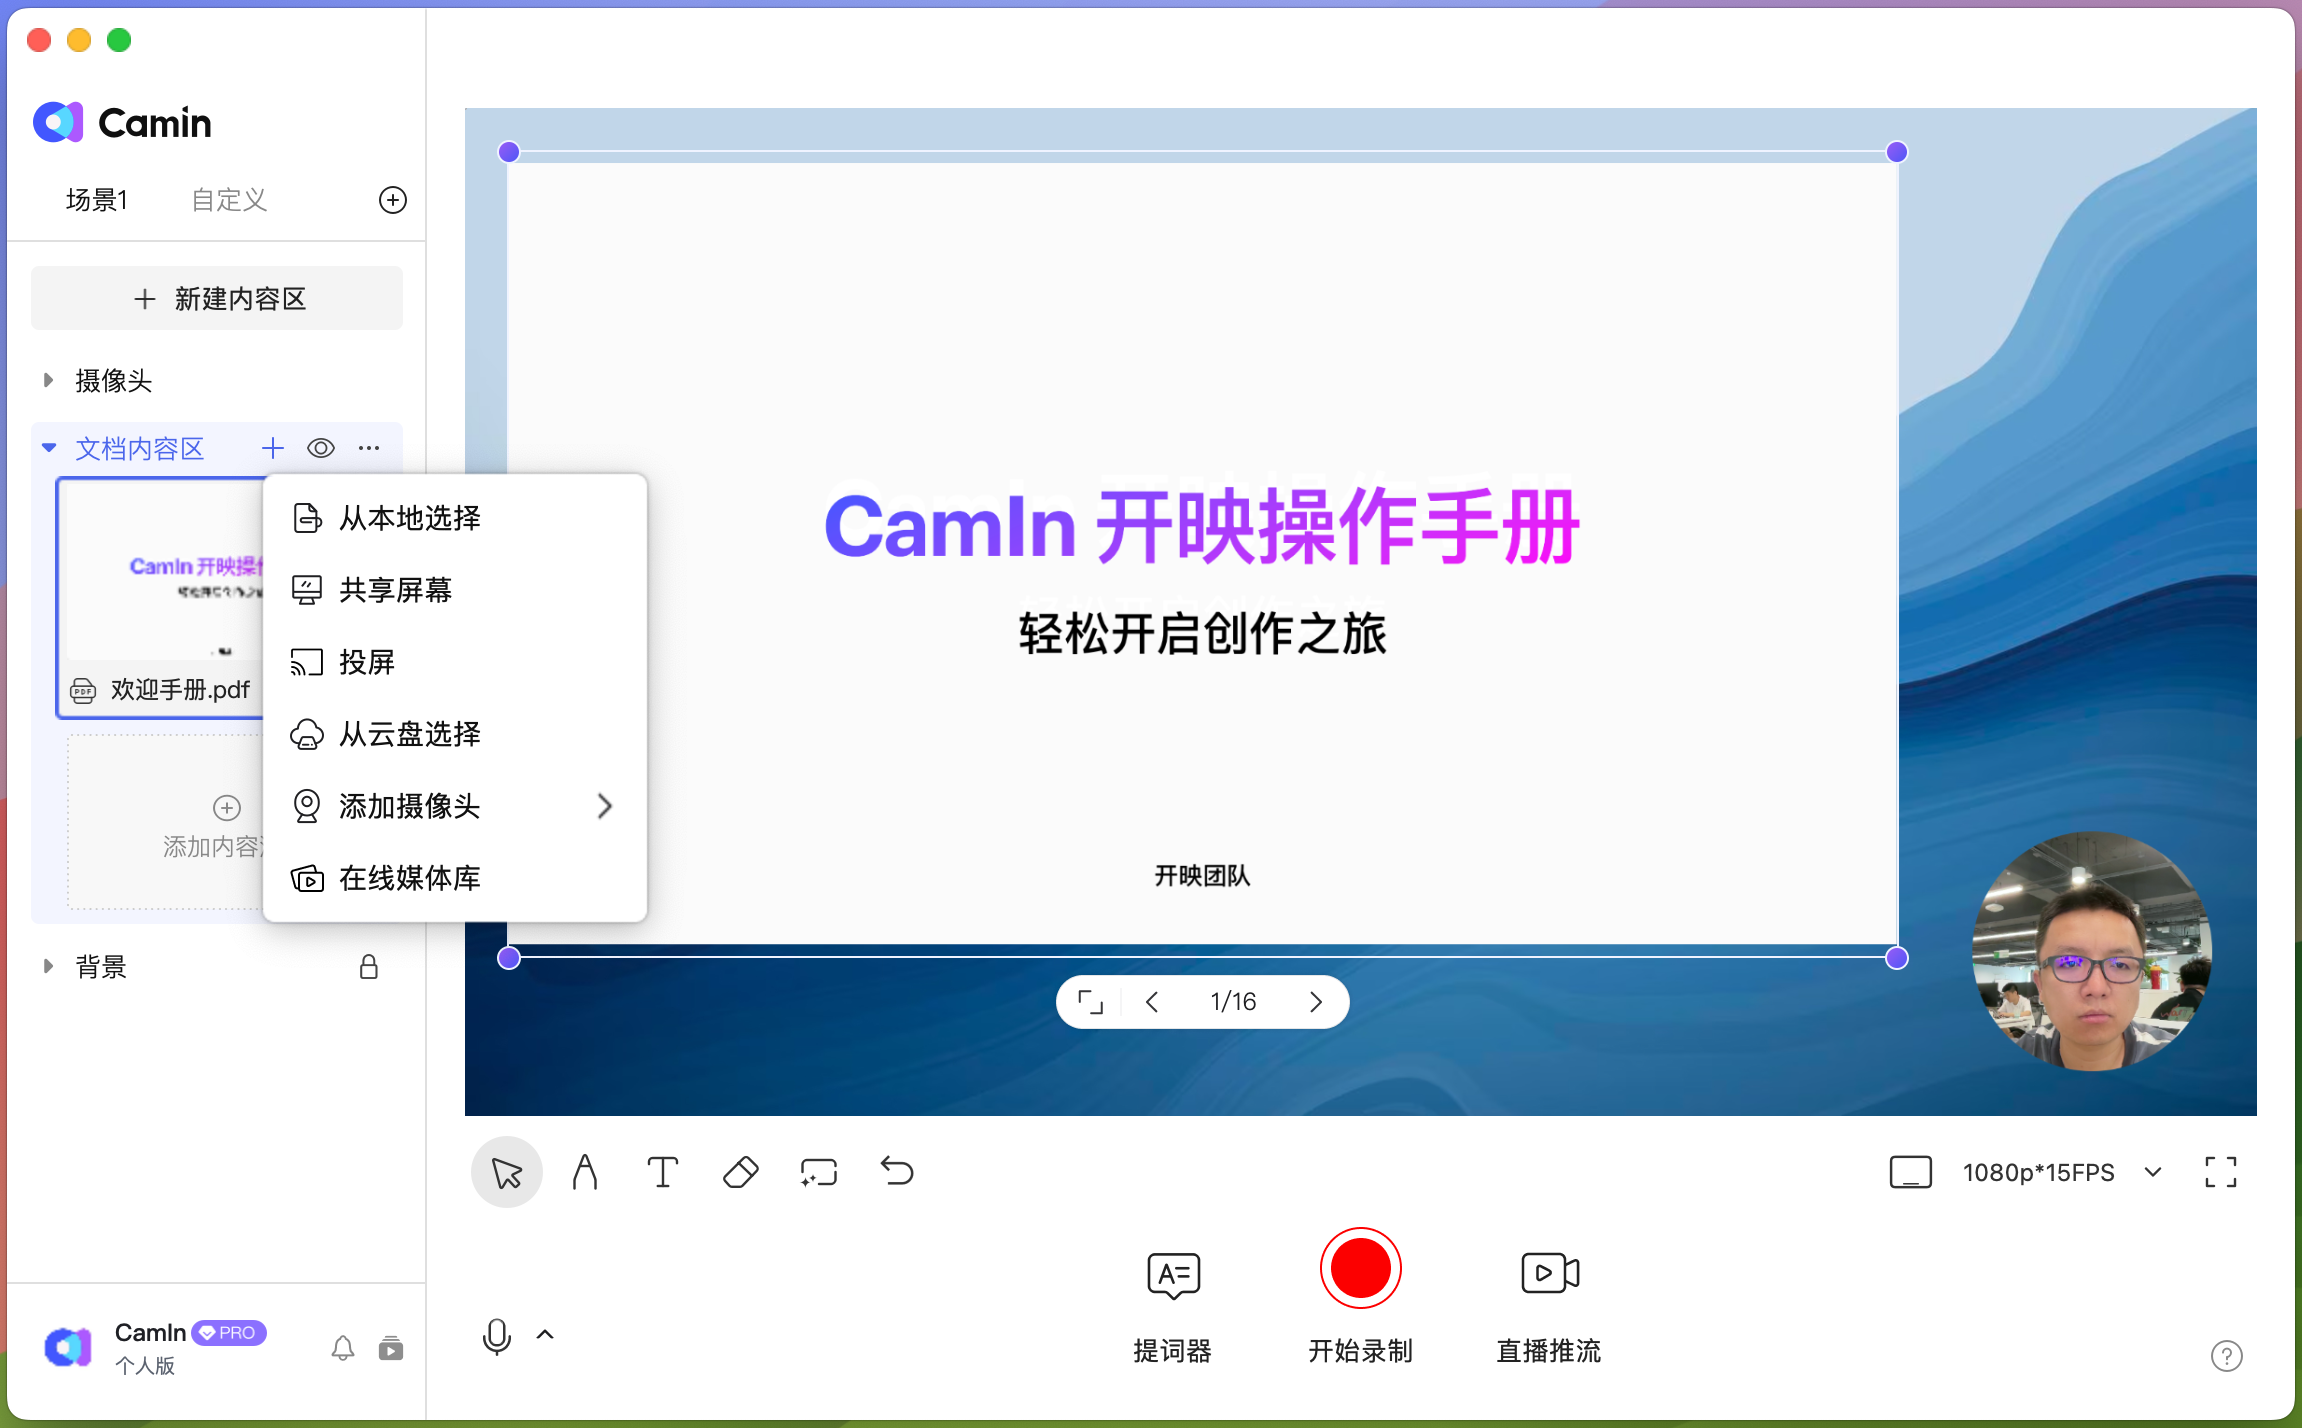 Camin
场景1 自定义
新建内容区
摄像头
文档内容区
CamIn 开映操作
PDF 欢迎手册.pdf
添加内容
从本地选择
共享屏幕
投屏
从云盘选择
添加摄像头
在线媒体库
背景
CamIn 开映操作手册
轻松开启创作之旅
开映团队
1/16
1080p*15FPS
提词器
开始录制
直播推流
CamIn PRO
个人版